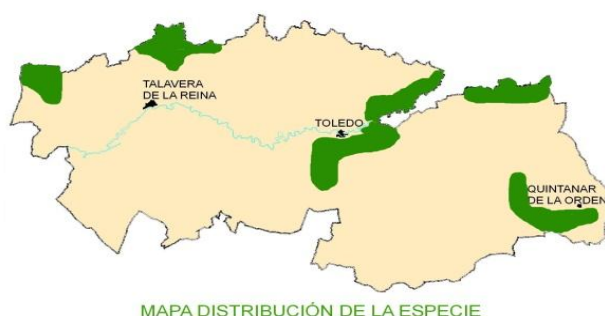 TALAVERA
DE LA REINA
TOLEDO
QUINTANAR
DE LA ORDEN
MAPA DISTRIBUCIÓN DE LA ESPECIE